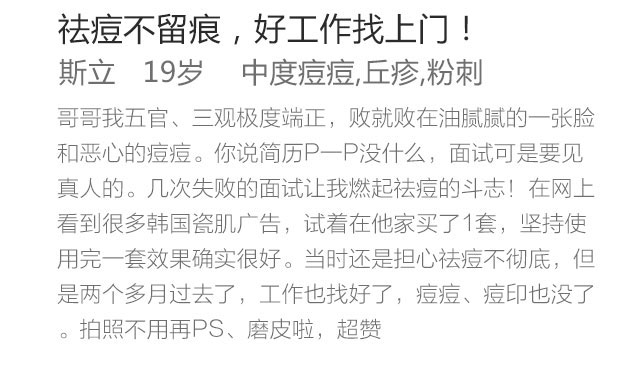 祛痘不留痕，好工作找上门！
斯立 19岁 中度痘痘,丘疹,粉刺
哥哥我五官、三观极度端正，败就败在油腻腻的一张脸
和恶心的痘痘。你说简历P一P没什么，面试可是要见
真人的。几次失败的面试让我燃起祛痘的斗志！在网上
看到很多韩国瓷肌广告，试着在他家买了1套，坚持使
用完一套效果确实很好。当时还是担心祛痘不彻底，但
是两个多月过去了，工作也找好了，痘痘、痘印也没了
。拍照不用再PS、磨皮啦，超赞